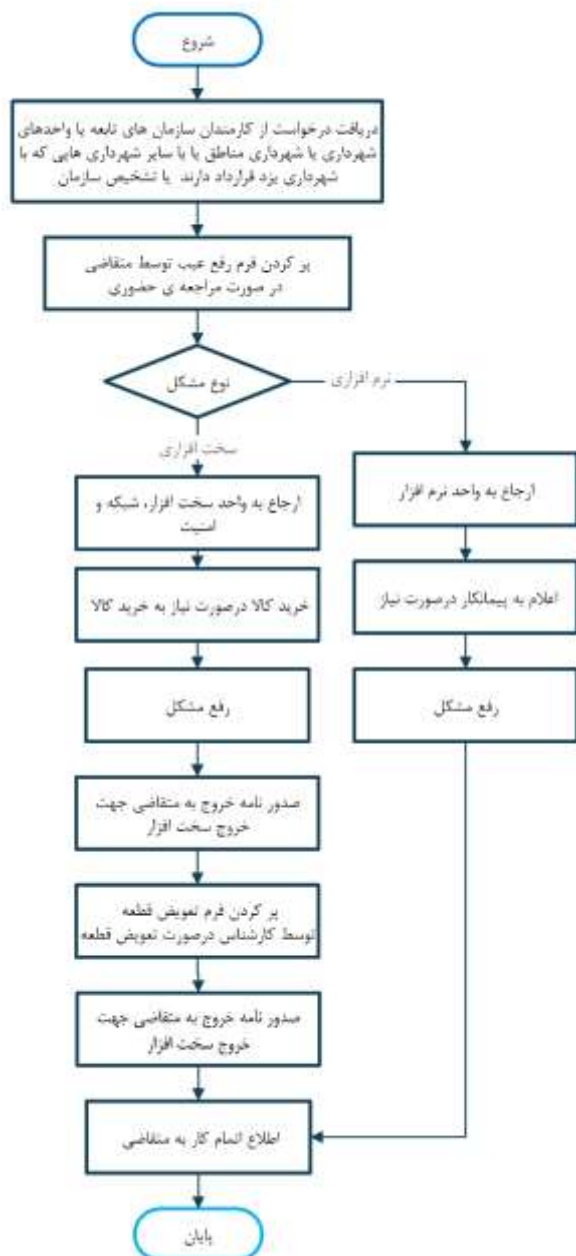 شروع
دریافت درخواست از کارمندان سازمان های تابعه یا واحدهای
شهرداری یا شهرداری مناطق یا با سایر شهرداری هایی که با
شهرداری یزد قرارداد دارند یا تشخیص سازمان
پر کردن فرم رفع عیب توسط متقاضی
در صورت مراجعه ی حضوری
نوع مشکل
نرم افزاری
سخت افزاری
ارجاع به واحد نرم افزار
ارجاع به واحد سخت افزار، شبکه و
امنیت
اعلام به پیمانکار درصورت نیاز
خرید کالا درصورت نیاز به خرید کالا
رفع مشکل
رفع مشکل
صدور نامه خروج به متقاضی جهت
خروج سخت افزار
پر کردن فرم تعویض قطعه
توسط کارشناس درصورت تعویض قطعه
صدور نامه خروج به متقاضی جهت
خروج سخت افزار
اطلاع اتمام کار به متقاضی
پایان